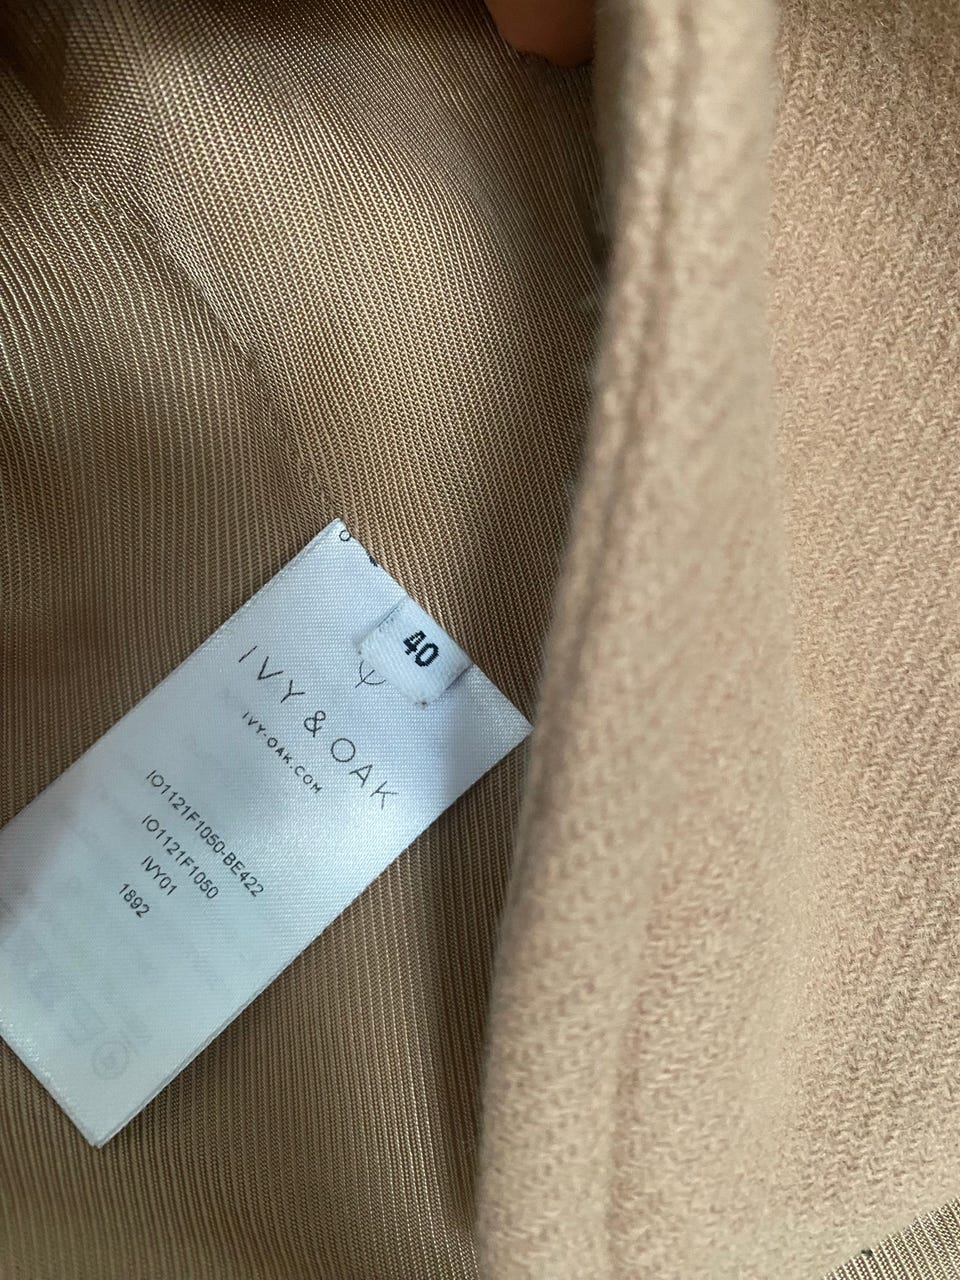 40
IVY & OAK
IVY-OAK.COM
IO1121F1050-BE422
IO1121F1050
IVY01
1892